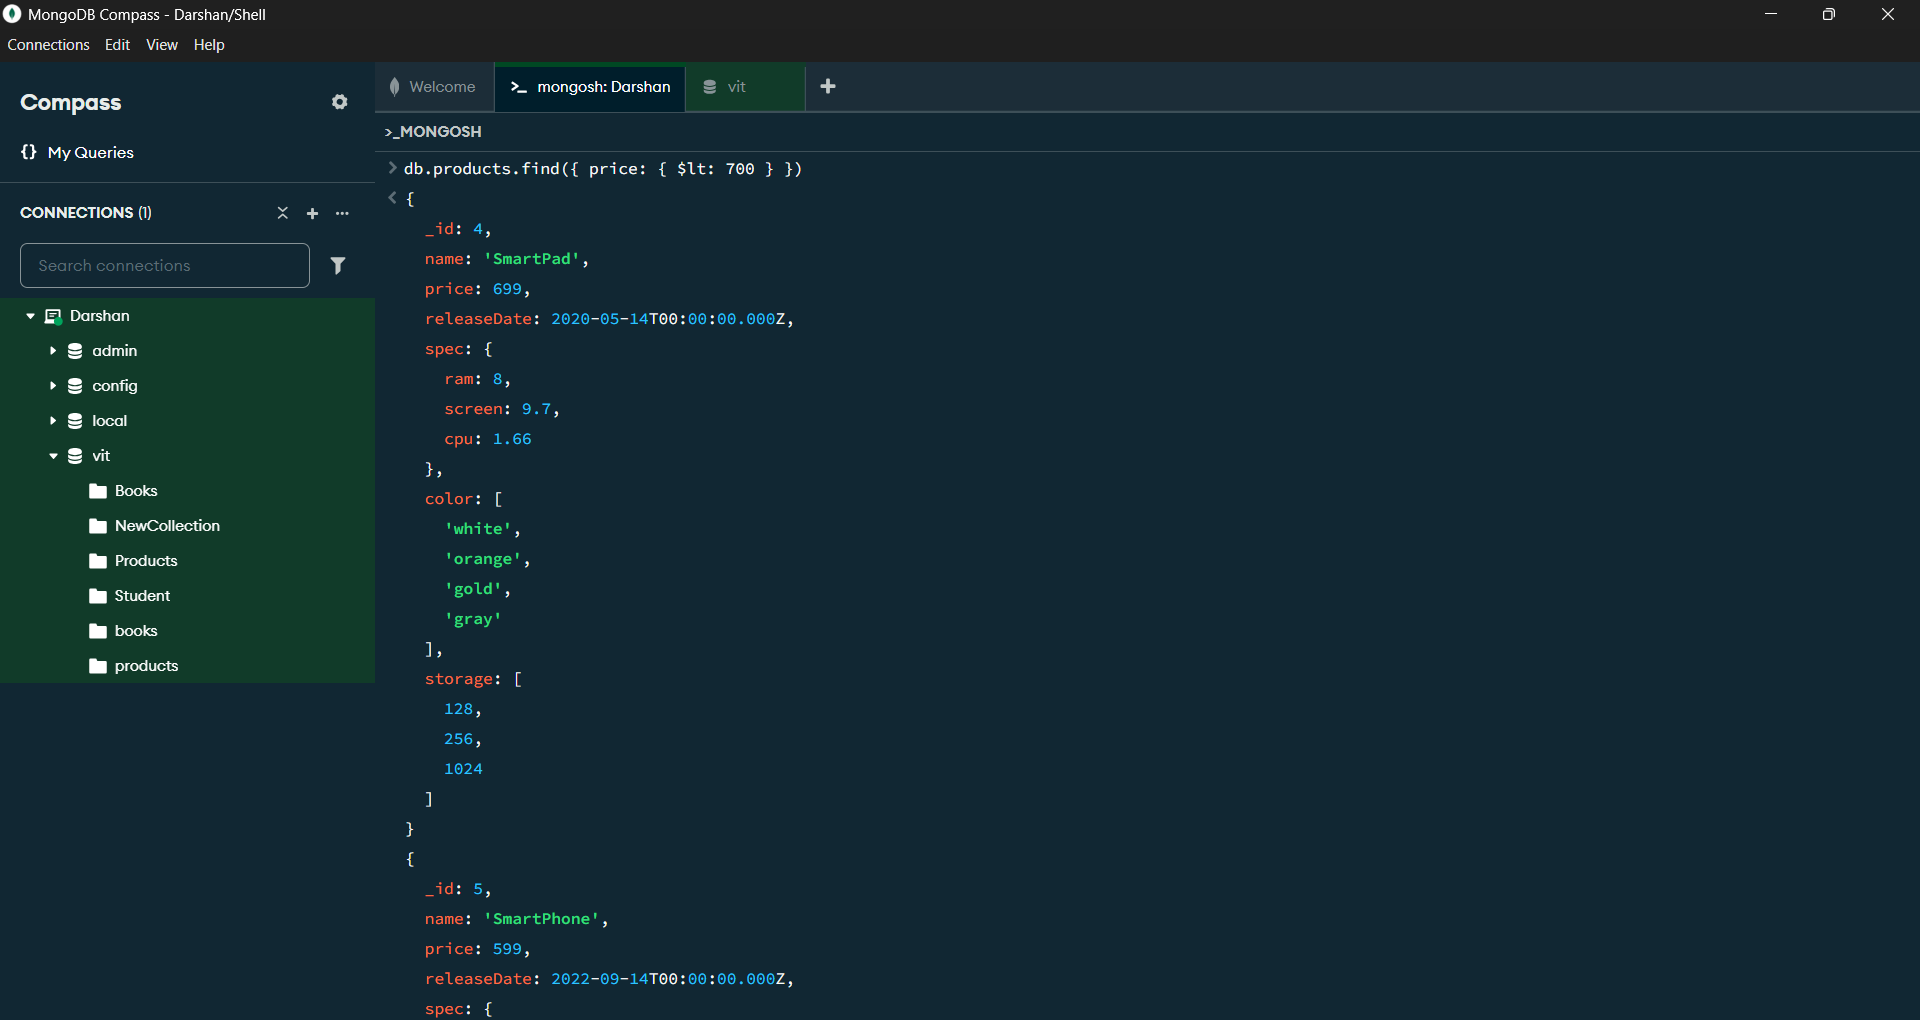 MongoDB Compass - Darshan/Shell
Connections Edit View Help
Compass
{} My Queries
CONNECTIONS (1)
Search connections
Darshan
admin
config
local
vit
Books
NewCollection
Products
Student
books
products
Welcome
>_ mongosh: Darshan
vit
>_MONGOSH
> db.products.find({ price: { $lt: 700 } })
< {
_id: 4,
name: 'SmartPad',
price: 699,
releaseDate: 2020-05-14T00:00:00.000Z,
spec: {
ram: 8,
screen: 9.7,
cpu: 1.66
},
color: [
'white',
'orange',
'gold',
'gray'
],
storage: [
128,
256,
1024
]
}
{
_id: 5,
name: 'SmartPhone',
price: 599,
releaseDate: 2022-09-14T00:00:00.000Z,
spec: {